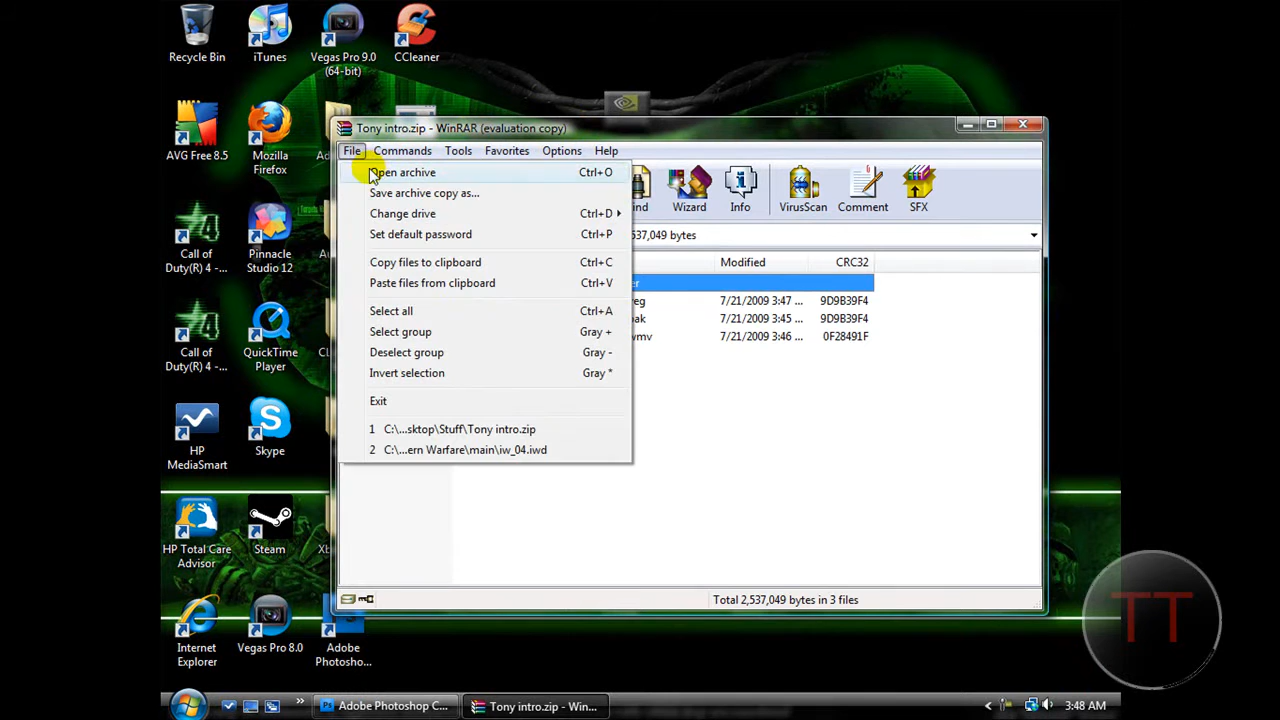 Recycle Bin
iTunes
Vegas Pro 9.0
(64-bit)
CCleaner
AVG Free 8.5
Mozilla
Firefox
Call of
Duty(R) 4 -...
Pinnacle
Studio 12
Call of
Duty(R) 4 -...
QuickTime
Player
HP
MediaSmart
Skype
HP Total Care
Advisor
Steam
Internet
Explorer
Vegas Pro 8.0
Adobe
Photosho...
Tony intro.zip - WinRAR (evaluation copy)
File Commands Tools Favorites Options Help
Wizard Info VirusScan Comment SFX
Open archive Ctrl+O
Save archive copy as...
Change drive Ctrl+D
Set default password Ctrl+P
Copy files to clipboard Ctrl+C
Paste files from clipboard Ctrl+V
Select all Ctrl+A
Select group Gray +
Deselect group Gray -
Invert selection Gray *
Exit
1 C:\...sktop\Stuff\Tony intro.zip
2 C:\...ern Warfare\main\iw_04.iwd
537,049 bytes
Modified CRC32
7/21/2009 3:47 ... 9D9B39F4
7/21/2009 3:45 ... 9D9B39F4
7/21/2009 3:46 ... 0F28491F
Total 2,537,049 bytes in 3 files
TT
Adobe Photoshop C...
Tony intro.zip - Win...
3:48 AM